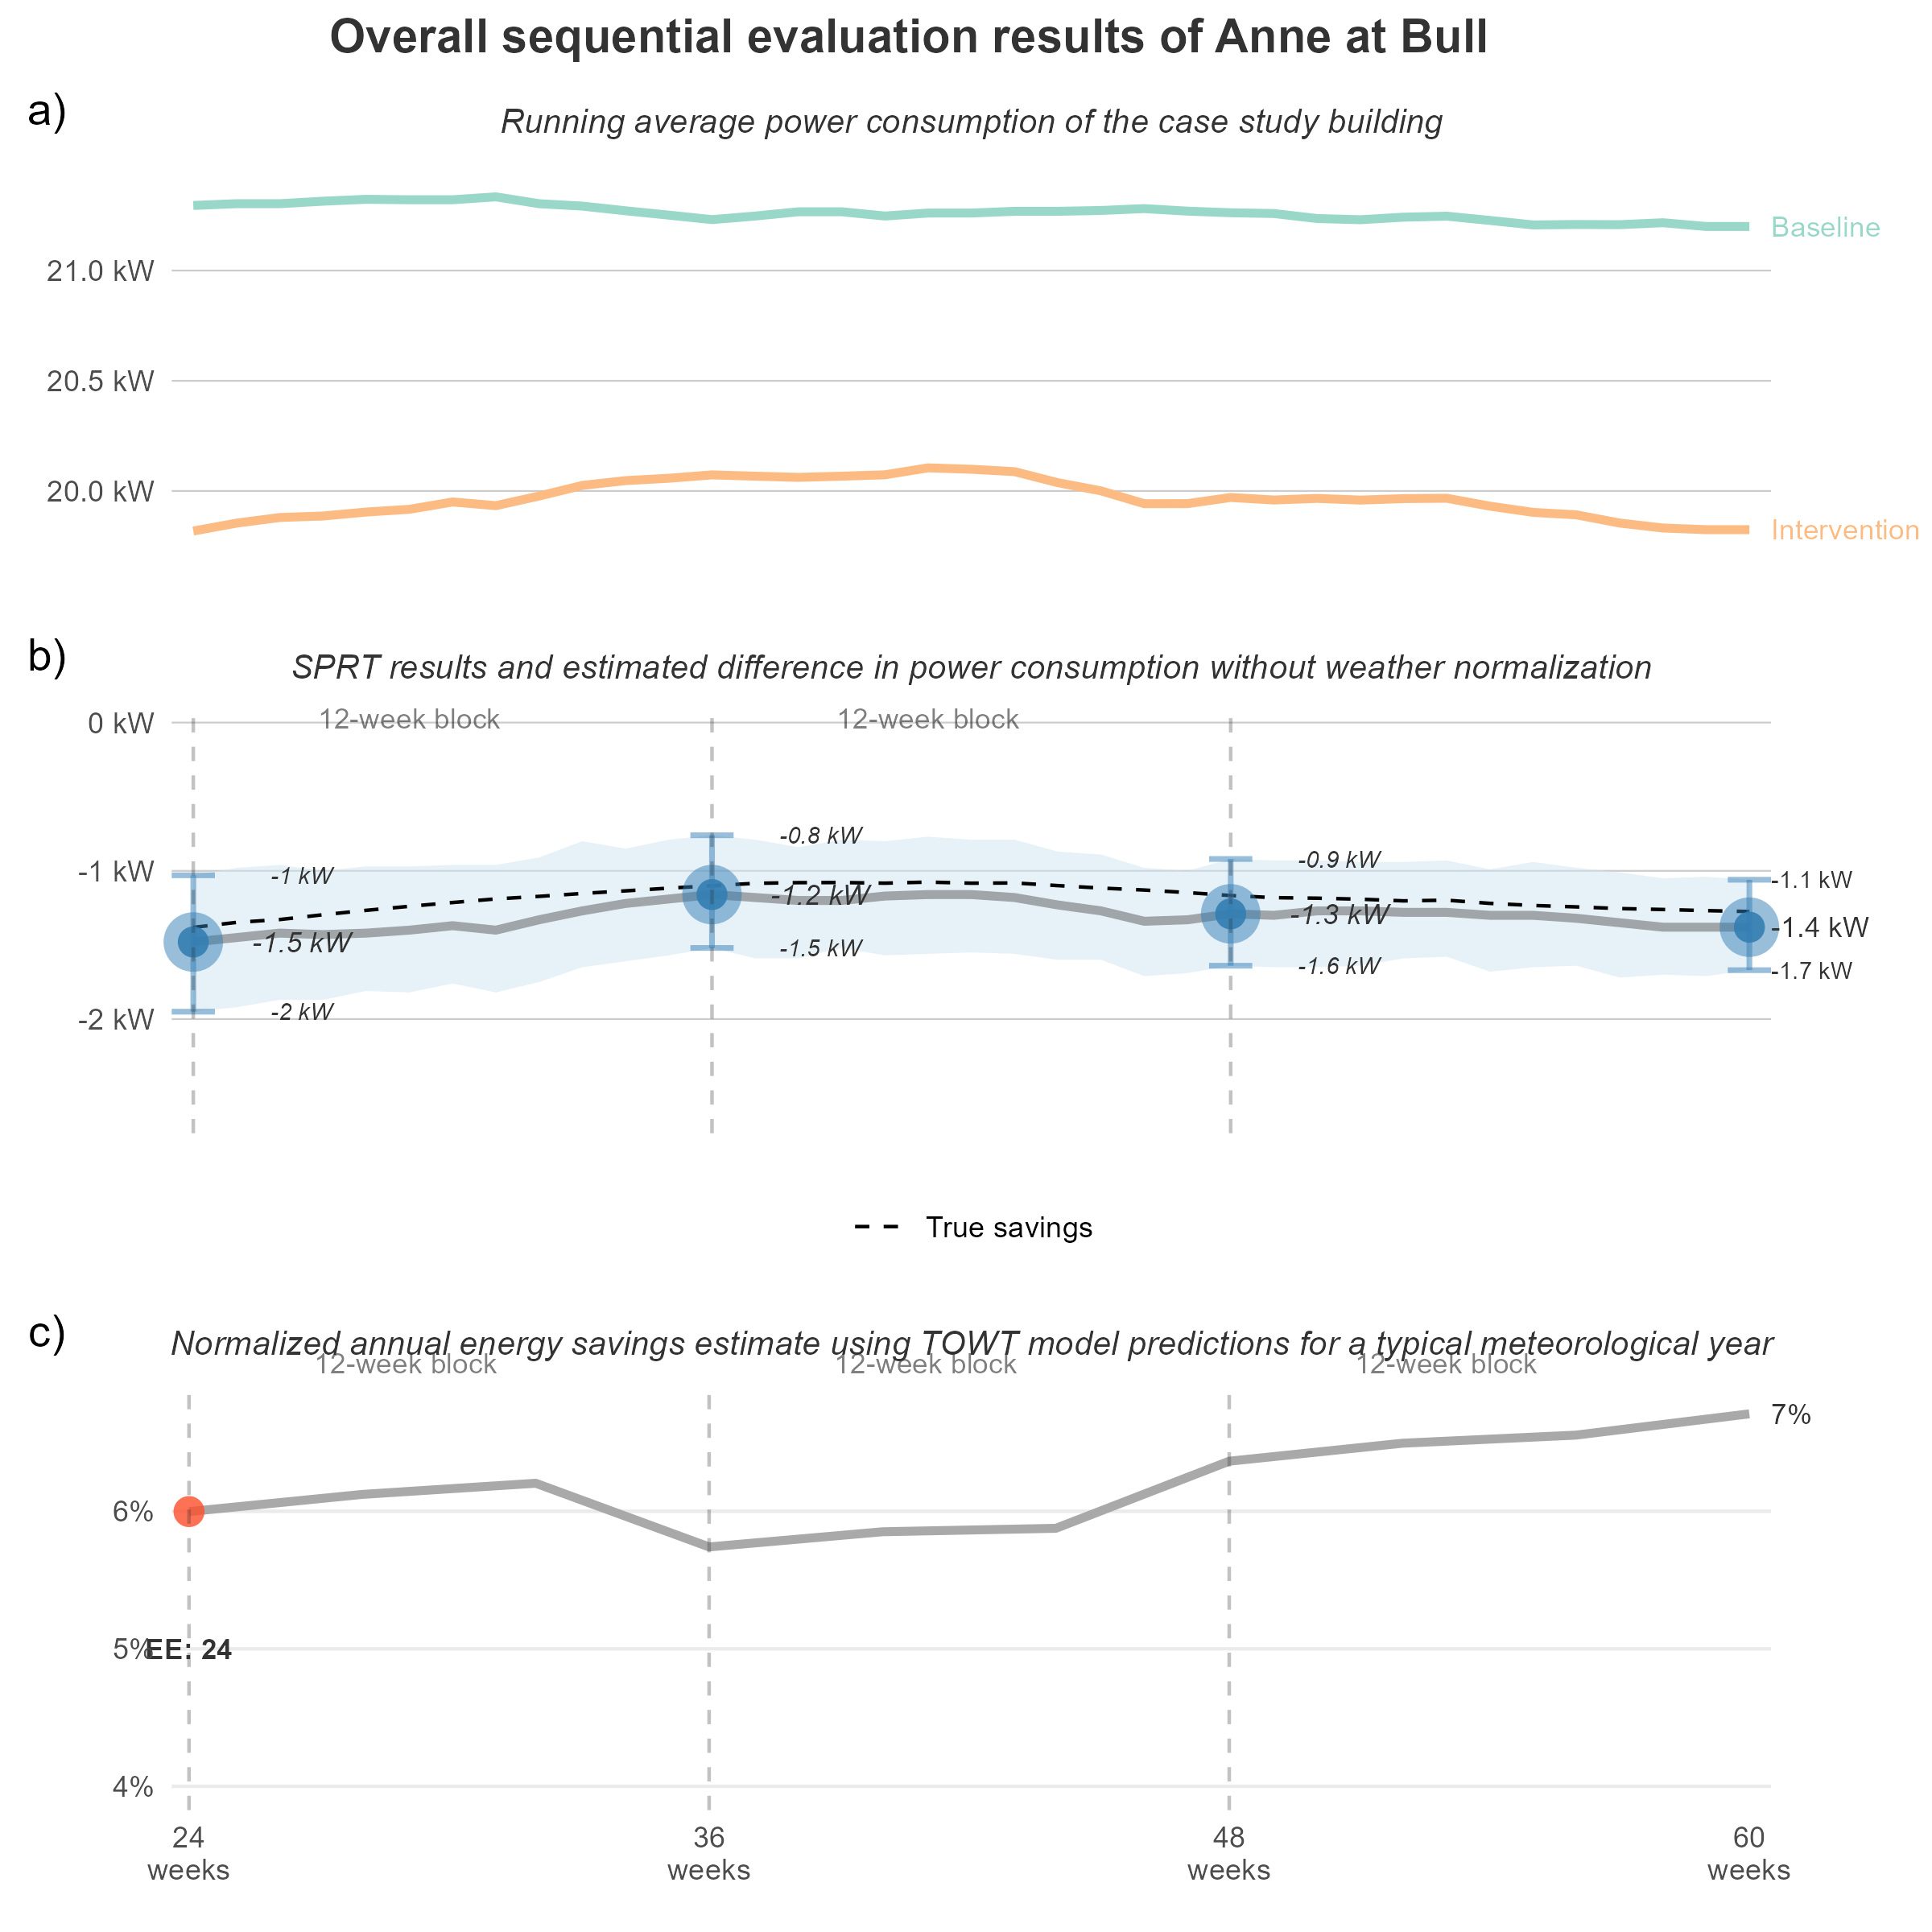 Overall sequential evaluation results of Anne at Bull
a)
Running average power consumption of the case study building
Baseline
21.0 kW
20.5 kW
20.0 kW
Intervention
b)
SPRT results and estimated difference in power consumption without weather normalization
0 kW
12-week block
12-week block
-0.8 kW
-0.9 kW
-1 kW
-1 kW
-1.1 kW
-1.2 kW
-1.3 kW
-1.4 kW
-1.5 kW
-1.5 kW
-1.6 kW
-1.7 kW
-2 kW
-2 kW
True savings
c)
Normalized annual energy savings estimate using TOWT model predictions for a typical meteorological year
12-week block
12-week block
12-week block
7%
6%
5%
EE: 24
4%
24
weeks
36
weeks
48
weeks
60
weeks